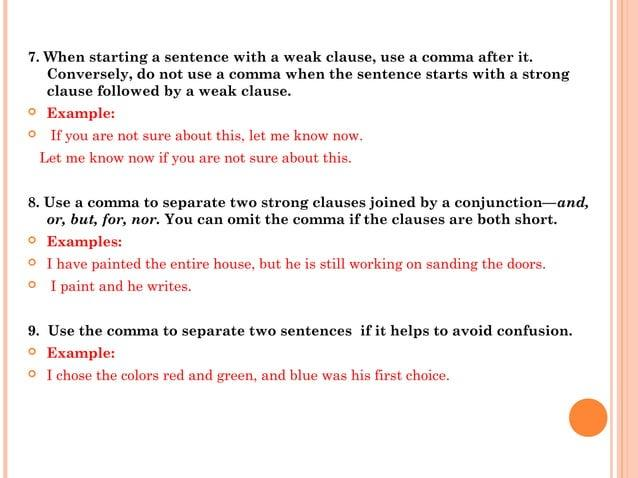 7. When starting a sentence with a weak clause, use a comma after it.
Conversely, do not use a comma when the sentence starts with a strong
clause followed by a weak clause.
Example:
If you are not sure about this, let me know now.
Let me know now if you are not sure about this.
8. Use a comma to separate two strong clauses joined by a conjunction—and,
or, but, for, nor. You can omit the comma if the clauses are both short.
Examples:
I have painted the entire house, but he is still working on sanding the doors.
I paint and he writes.
9. Use the comma to separate two sentences if it helps to avoid confusion.
Example:
I chose the colors red and green, and blue was his first choice.